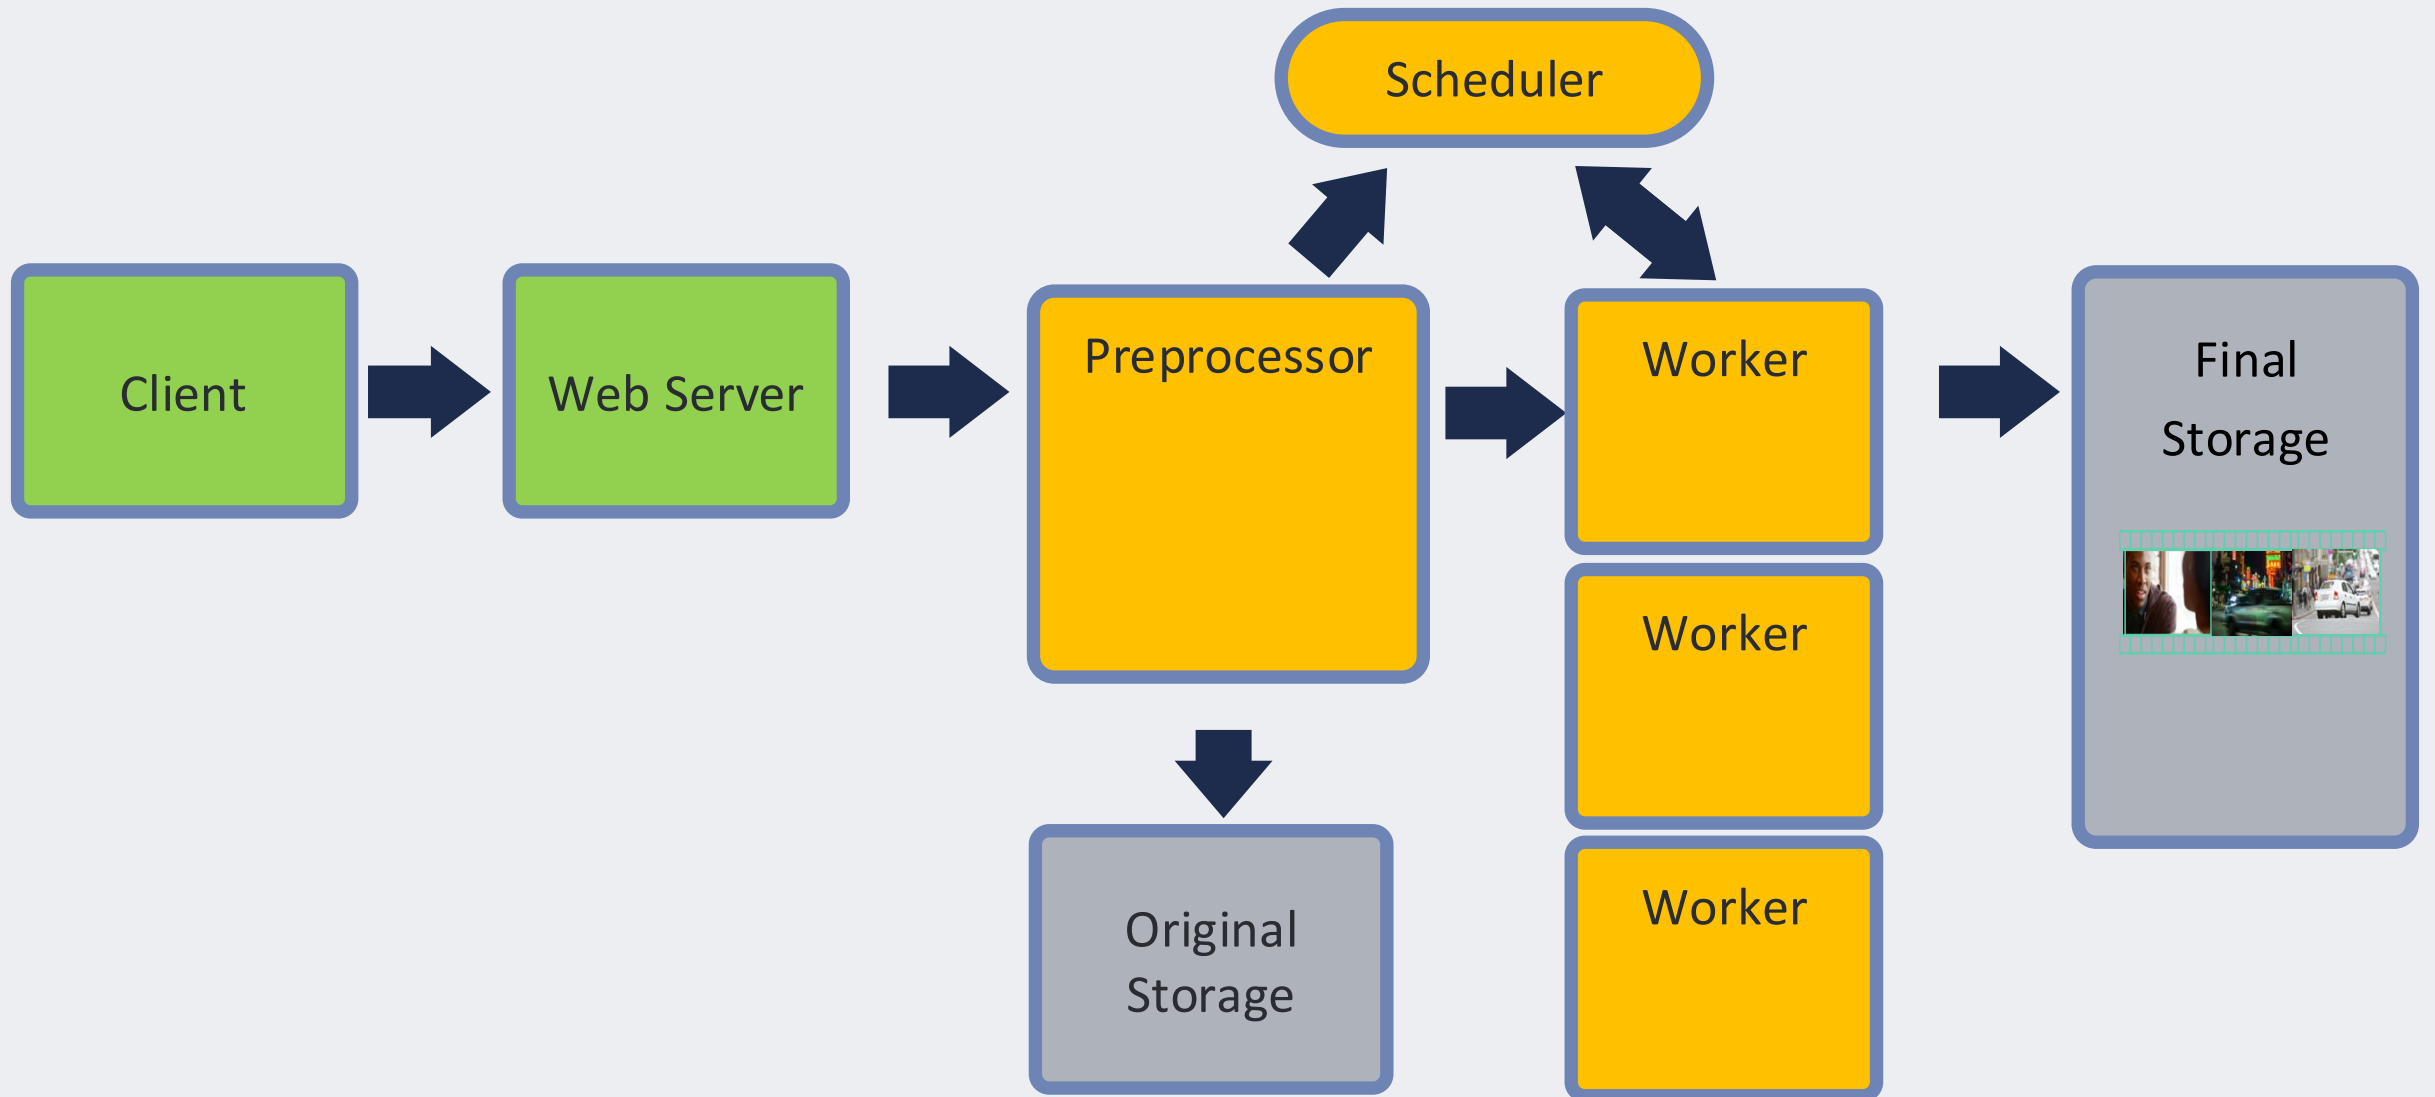 Scheduler
Client
Web Server
Preprocessor
Worker
Final
Storage
Worker
Worker
Original
Storage